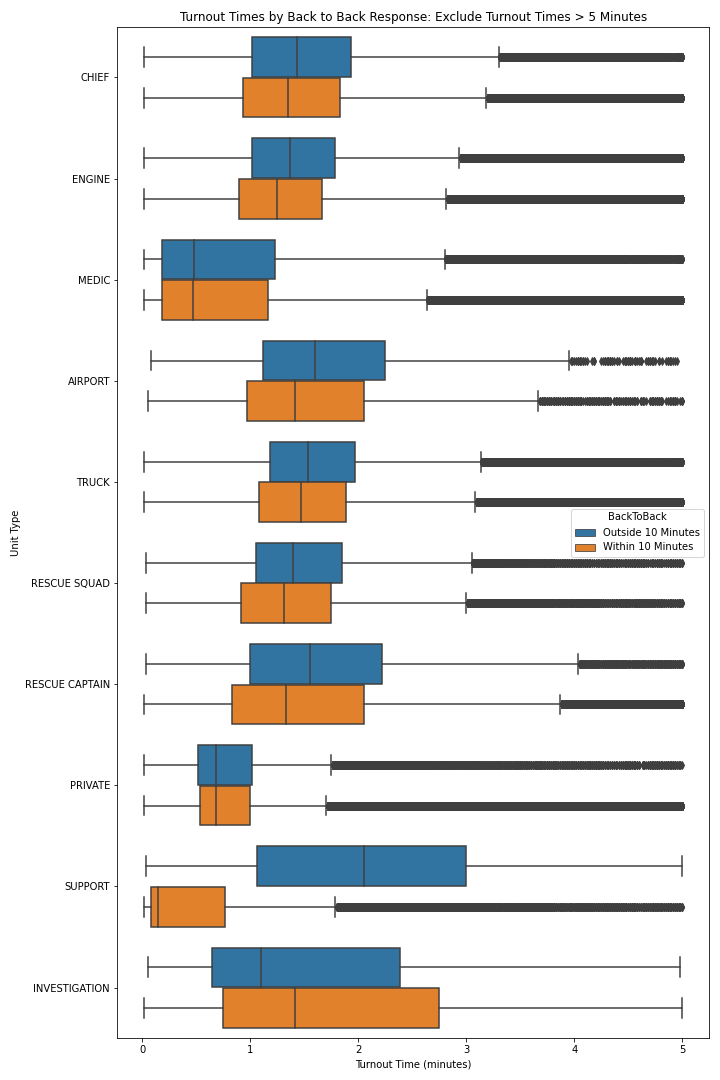 Turnout Times by Back to Back Response: Exclude Turnout Times > 5 Minutes
CHIEF
ENGINE
MEDIC
AIRPORT
TRUCK
RESCUE SQUAD
RESCUE CAPTAIN
PRIVATE
SUPPORT
INVESTIGATION
Unit Type
BackToBack
Outside 10 Minutes
Within 10 Minutes
0 1 2 3 4 5
Turnout Time (minutes)